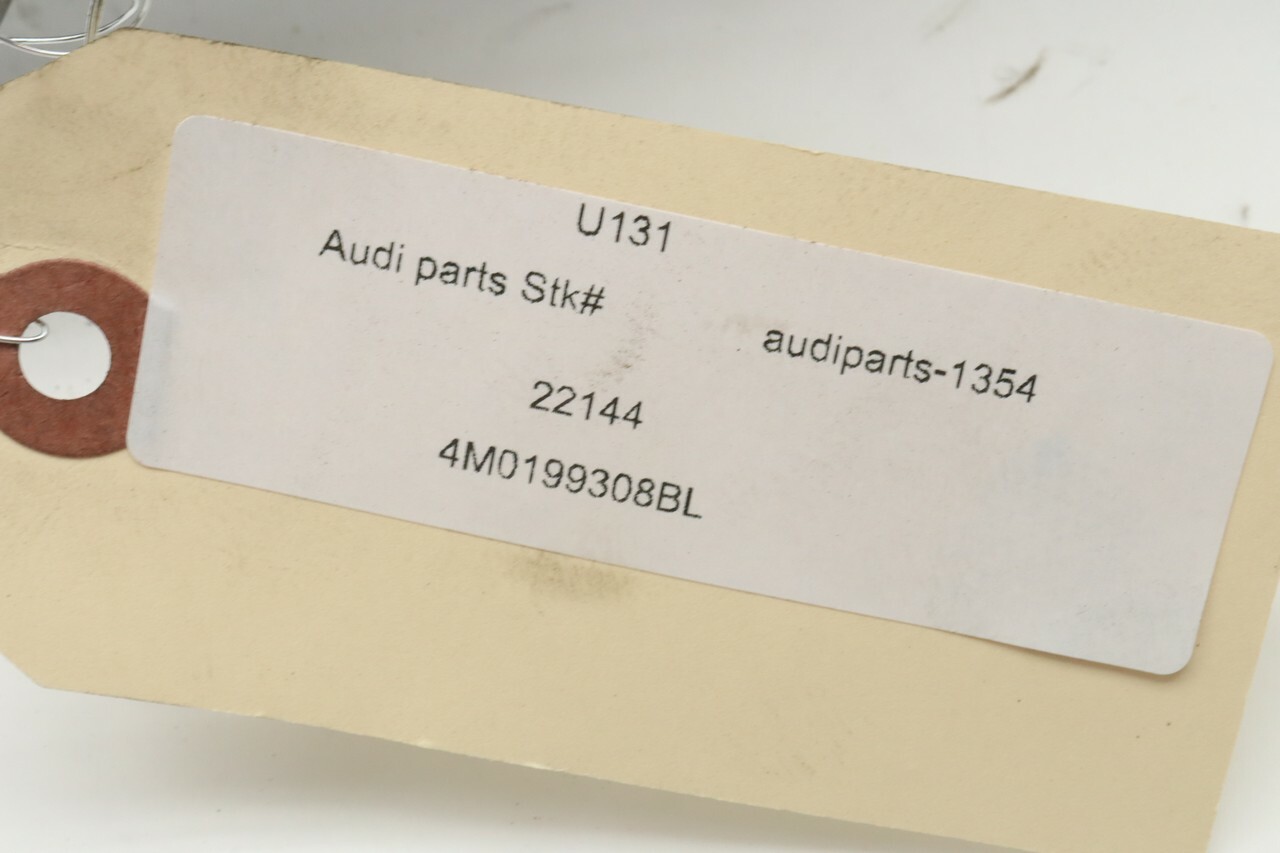 U131
Audi parts Stk#
audiparts-1354
22144
4M0199308BL